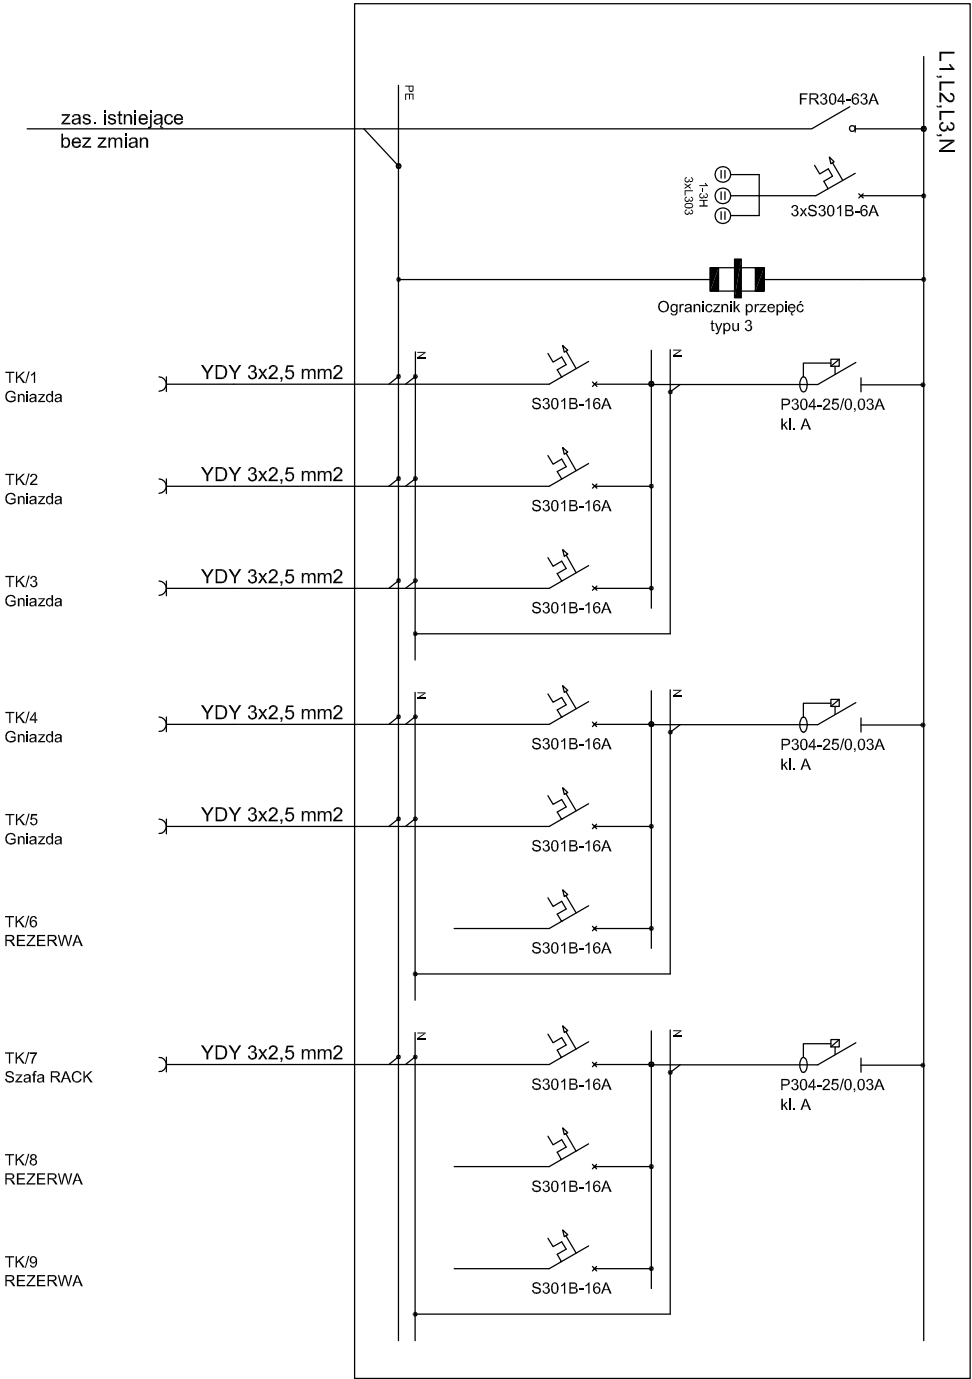 L1,L2,L3,N
PE
FR304-63A
zas. istniejące
bez zmian
1-3H
3xL303
3xS301B-6A
Ogranicznik przepięć
typu 3
N
N
TK/1
Gniazda
YDY 3x2,5 mm2
S301B-16A
P304-25/0,03A
kl. A
TK/2
Gniazda
YDY 3x2,5 mm2
S301B-16A
TK/3
Gniazda
YDY 3x2,5 mm2
S301B-16A
N
N
TK/4
Gniazda
YDY 3x2,5 mm2
S301B-16A
P304-25/0,03A
kl. A
TK/5
Gniazda
YDY 3x2,5 mm2
S301B-16A
TK/6
REZERWA
S301B-16A
N
N
TK/7
Szafa RACK
YDY 3x2,5 mm2
S301B-16A
P304-25/0,03A
kl. A
TK/8
REZERWA
S301B-16A
TK/9
REZERWA
S301B-16A